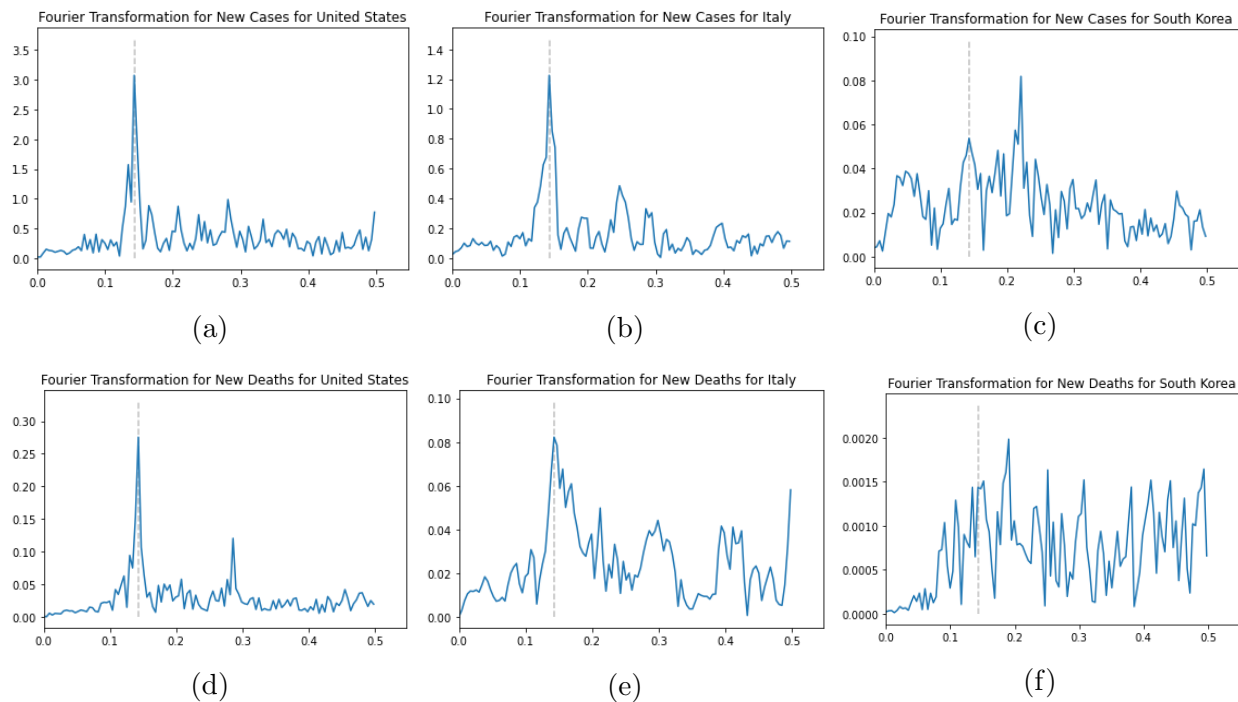 Fourier Transformation for New Cases for United States
3.5
3.0
2.5
2.0
1.5
1.0
0.5
0.0
0.0 0.1 0.2 0.3 0.4 0.5
(a)
Fourier Transformation for New Cases for Italy
1.4
1.2
1.0
0.8
0.6
0.4
0.2
0.0
0.0 0.1 0.2 0.3 0.4 0.5
(b)
Fourier Transformation for New Cases for South Korea
0.10
0.08
0.06
0.04
0.02
0.00
0.0 0.1 0.2 0.3 0.4 0.5
(c)
Fourier Transformation for New Deaths for United States
0.30
0.25
0.20
0.15
0.10
0.05
0.00
0.0 0.1 0.2 0.3 0.4 0.5
(d)
Fourier Transformation for New Deaths for Italy
0.10
0.08
0.06
0.04
0.02
0.00
0.0 0.1 0.2 0.3 0.4 0.5
(e)
Fourier Transformation for New Deaths for South Korea
0.0020
0.0015
0.0010
0.0005
0.0000
0.0 0.1 0.2 0.3 0.4 0.5
(f)